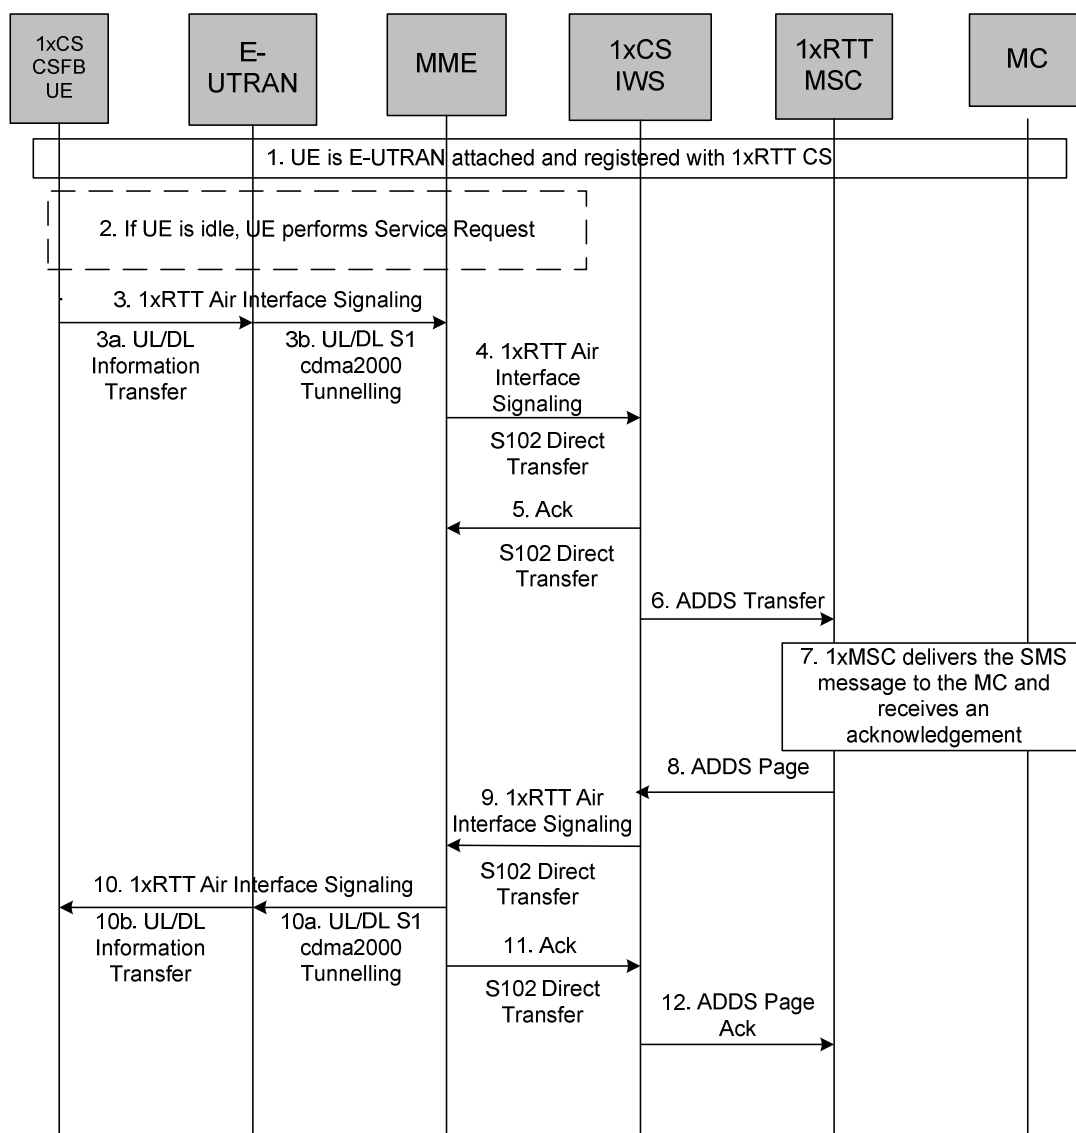 1xCS
CSFB
UE
E-
UTRAN
MME
1xCS
IWS
1xRTT
MSC
MC
1. UE is E-UTRAN attached and registered with 1xRTT CS
2. If UE is idle, UE performs Service Request
3. 1xRTT Air Interface Signaling
3a. UL/DL
Information
Transfer
3b. UL/DL S1
cdma2000
Tunnelling
4. 1xRTT Air
Interface
Signaling
S102 Direct
Transfer
5. Ack
S102 Direct
Transfer
6. ADDS Transfer
7. 1xMSC delivers the SMS
message to the MC and
receives an
acknowledgement
8. ADDS Page
9. 1xRTT Air
Interface Signaling
S102 Direct
Transfer
10. 1xRTT Air Interface Signaling
10b. UL/DL
Information
Transfer
10a. UL/DL S1
cdma2000
Tunnelling
11. Ack
S102 Direct
Transfer
12. ADDS Page
Ack